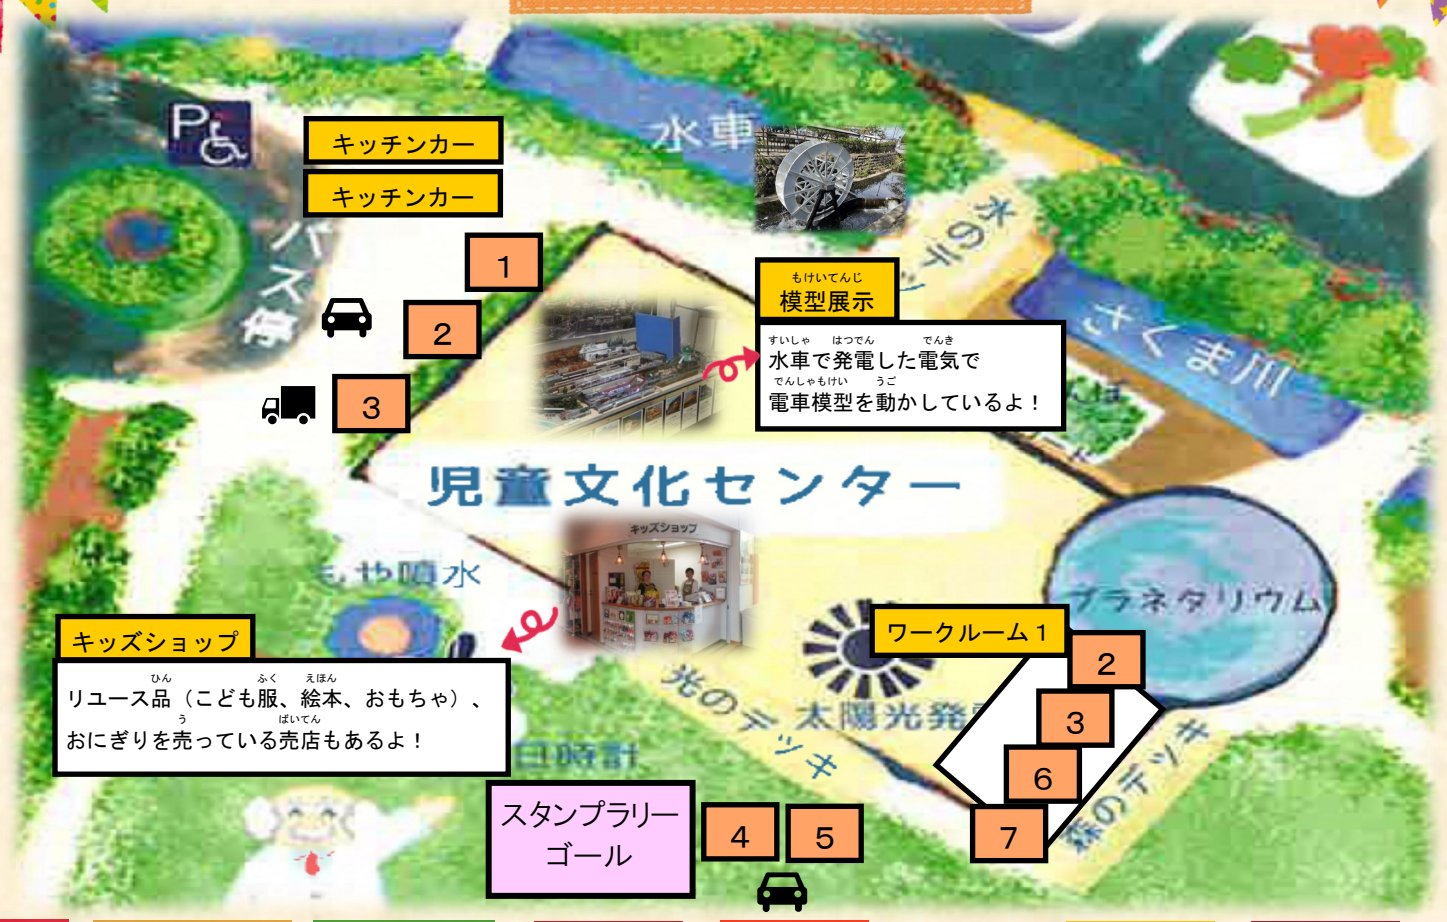 P
キッチンカー
キッチンカー
水車
水のデッ
バス停
1
2
3
もけいてんじ
模型展示
すいしゃ はつでん でんき
水車で発電した電気で
でんしゃもけい うご
電車模型を動かしているよ！
さくま川
児童文化センター
キッズショップ
もや噴水
プラネタリウム
キッズショップ
ひん ふく えほん
リユース品（こども服、絵本、おもちゃ）、
う ばいてん
おにぎりを売っている売店もあるよ！
日時計
光のデッキ
太陽光発
ワークルーム１
2
3
6
7
森のデッキ
スタンプラリー
ゴール
4
5